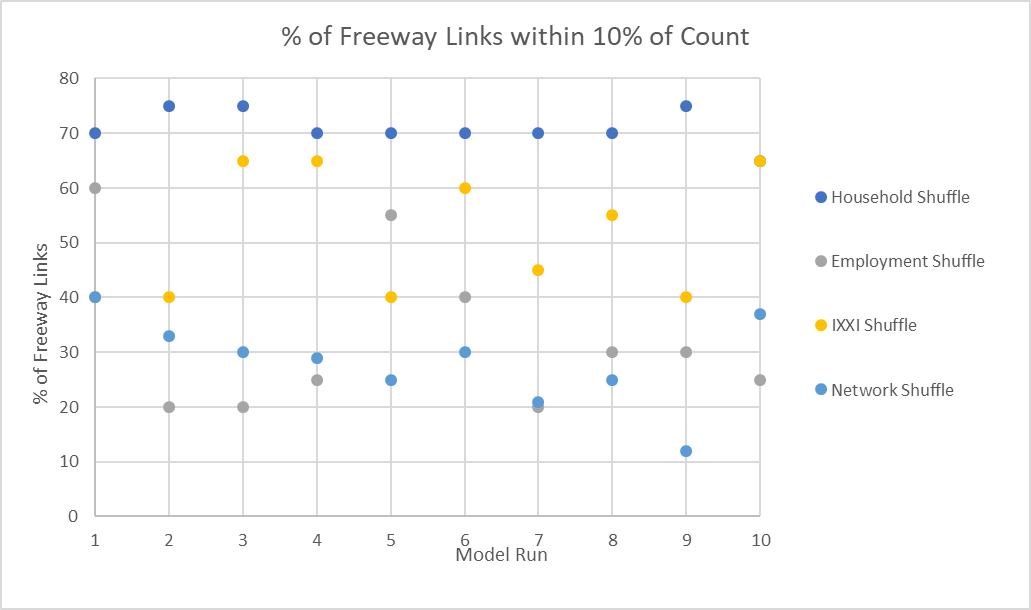 % of Freeway Links within 10% of Count
80
70
60
50
40
30
20
10
0
% of Freeway Links
1 2 3 4 5 6 7 8 9 10
Model Run
Household Shuffle
Employment Shuffle
IXXI Shuffle
Network Shuffle